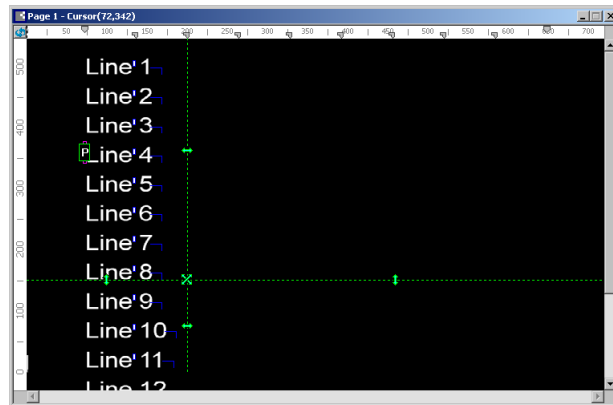 Page 1 - Cursor(72,342)
50 100 150 200 250 300 350 400 450 500 550 600 650 700
500
Line 1
Line 2
400
Line 3
P
Line 4
300
Line 5
Line 6
200
Line 7
Line 8
100
Line 9
Line 10
0
Line 11
Line 12